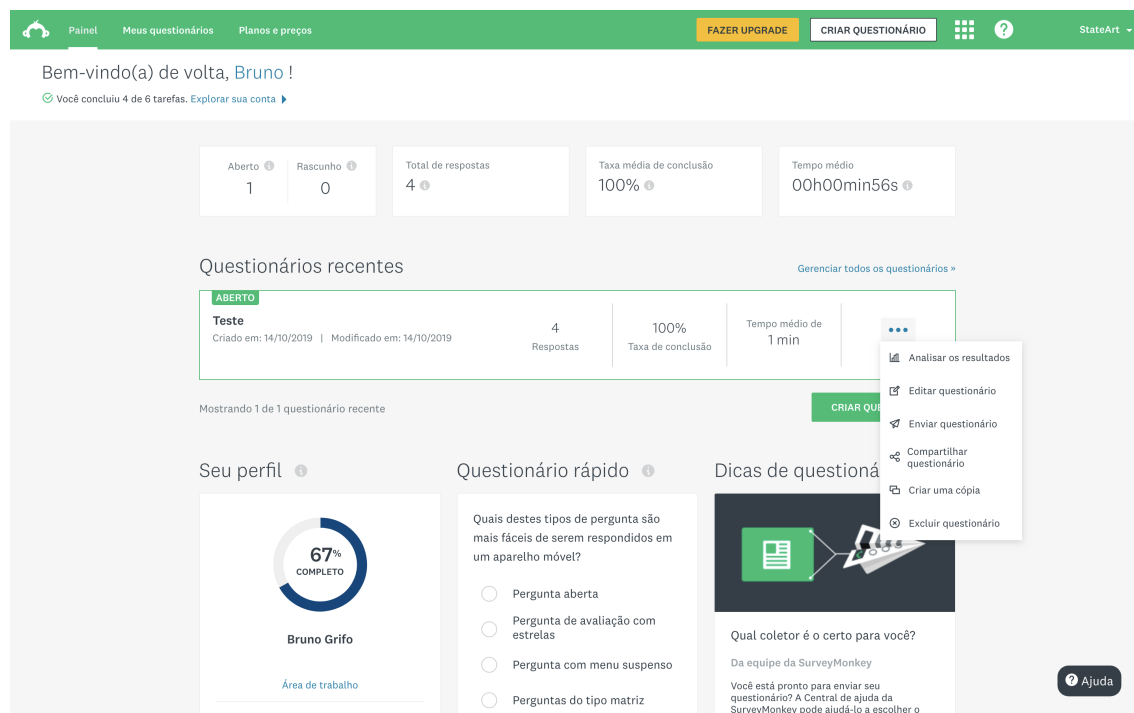 Painel Meus questionários Planos e preços FAZER UPGRADE CRIAR QUESTIONÁRIO StateArt
Bem-vindo(a) de volta, Bruno !
Você concluiu 4 de 6 tarefas. Explorar sua conta
Aberto Rascunho
1 0
Total de respostas
4
Taxa média de conclusão
100%
Tempo médio
00h00min56s
Questionários recentes
Gerenciar todos os questionários »
ABERTO
Teste
Criado em: 14/10/2019 | Modificado em: 14/10/2019
4
Respostas
100%
Taxa de conclusão
Tempo médio de
1 min
Analisar os resultados
Editar questionário
Enviar questionário
Compartilhar
questionário
Criar uma cópia
Excluir questionário
Mostrando 1 de 1 questionário recente
CRIAR QUE
Seu perfil
67%
COMPLETO
Bruno Grifo
Área de trabalho
Questionário rápido
Quais destes tipos de pergunta são
mais fáceis de serem respondidos em
um aparelho móvel?
Pergunta aberta
Pergunta de avaliação com
estrelas
Pergunta com menu suspenso
Perguntas do tipo matriz
Dicas de questioná
Qual coletor é o certo para você?
Da equipe da SurveyMonkey
Você está pronto para enviar seu
questionário? A Central de ajuda da
SurveyMonkey pode ajudá-lo a escolher o
Ajuda